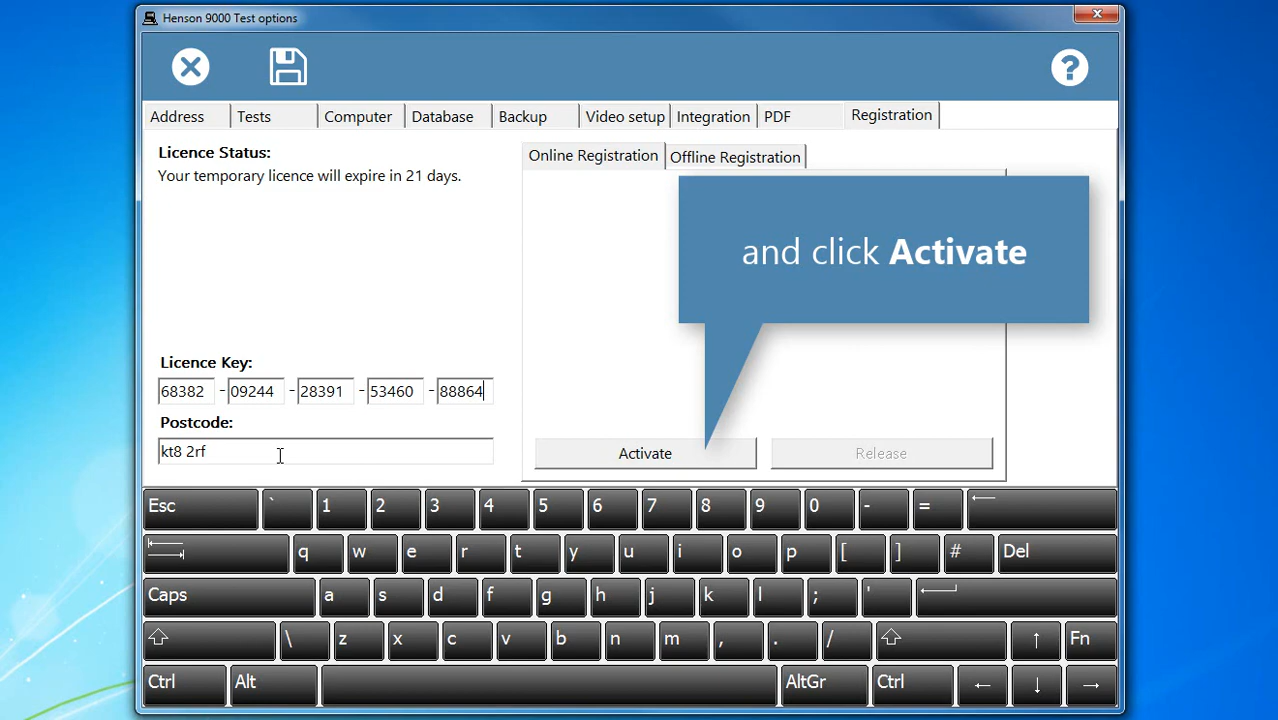 Henson 9000 Test options
Address Tests Computer Database Backup Video setup Integration PDF Registration
Licence Status:
Your temporary licence will expire in 21 days.
Online Registration Offline Registration
and click Activate
Licence Key:
68382 - 09244 - 28391 - 53460 - 88864
Postcode:
kt8 2rf
Activate Release
Esc ` 1 2 3 4 5 6 7 8 9 0 - =
q w e r t y u i o p [ ] # Del
Caps a s d f g h j k l ; '
\ z x c v b n m , . / Fn
Ctrl Alt AltGr Ctrl